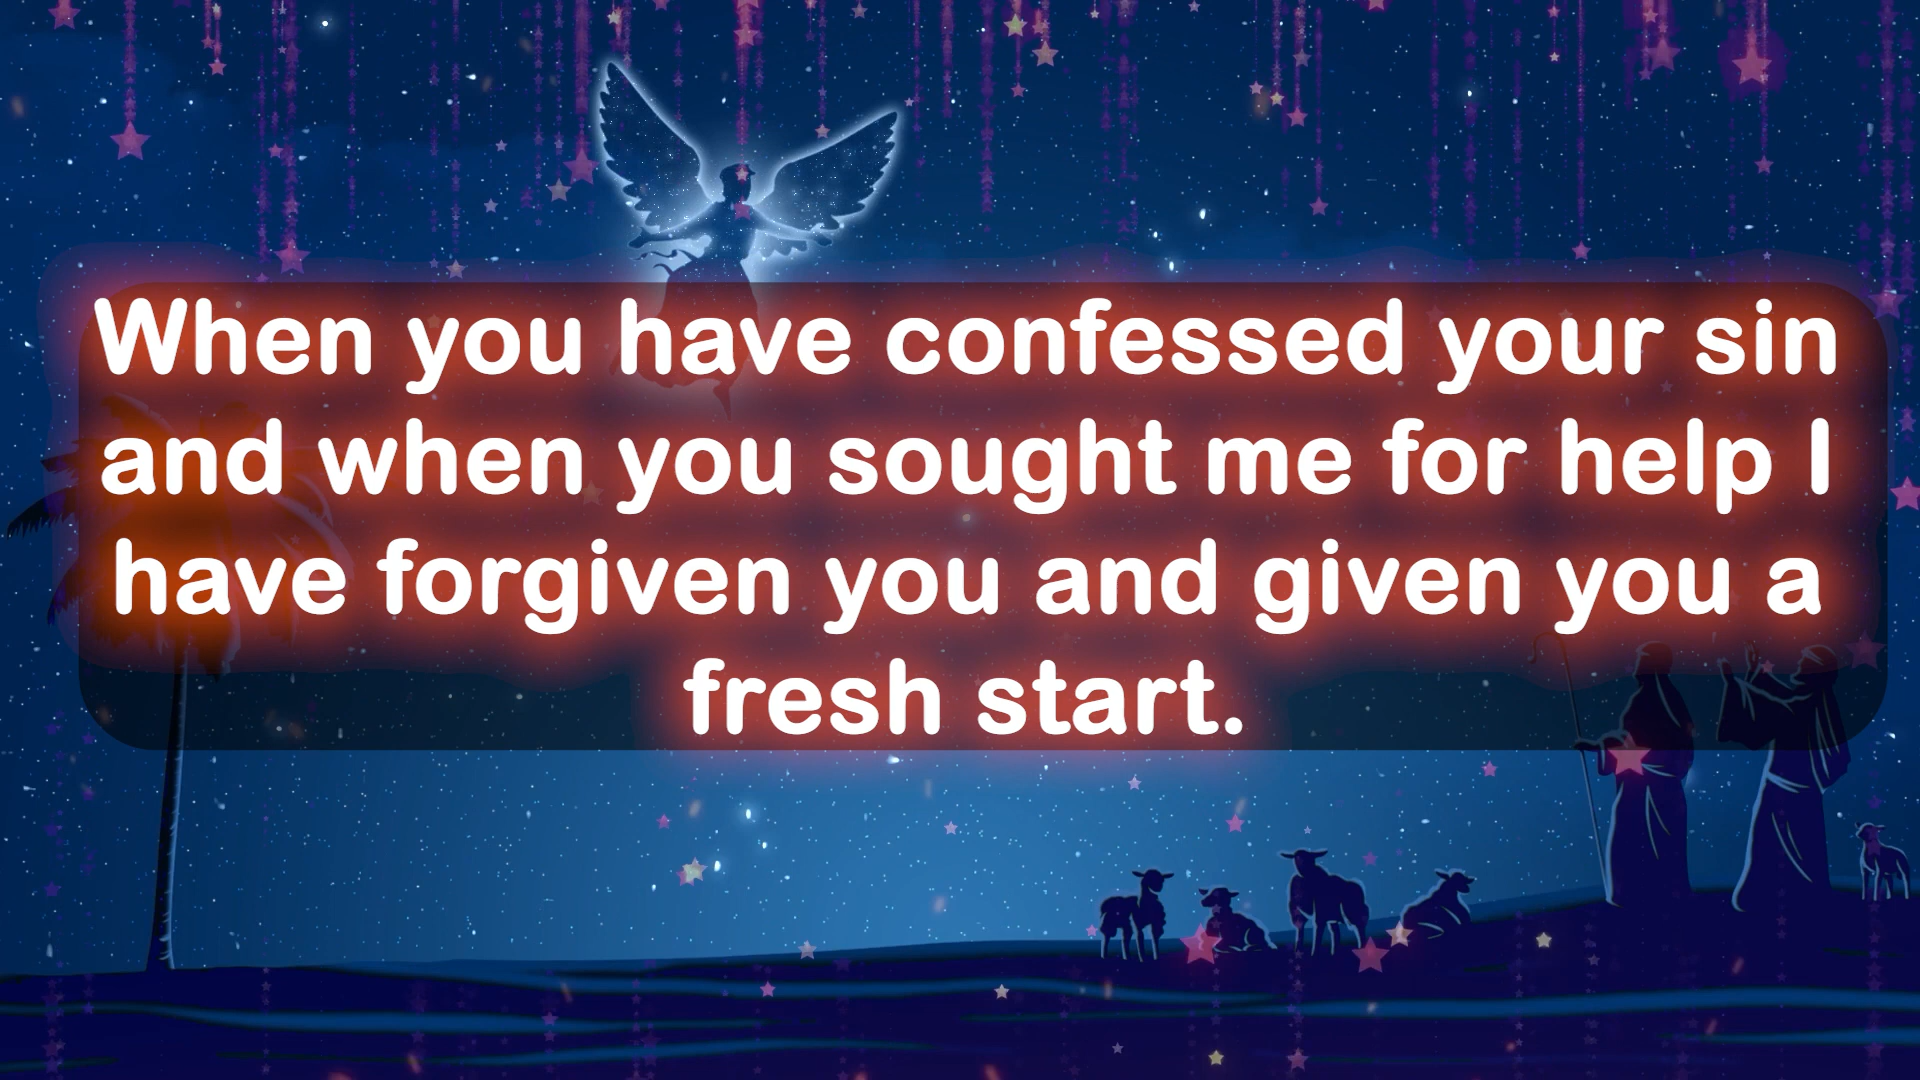 When you have confessed your sin
and when you sought me for help I
have forgiven you and given you a
fresh start.